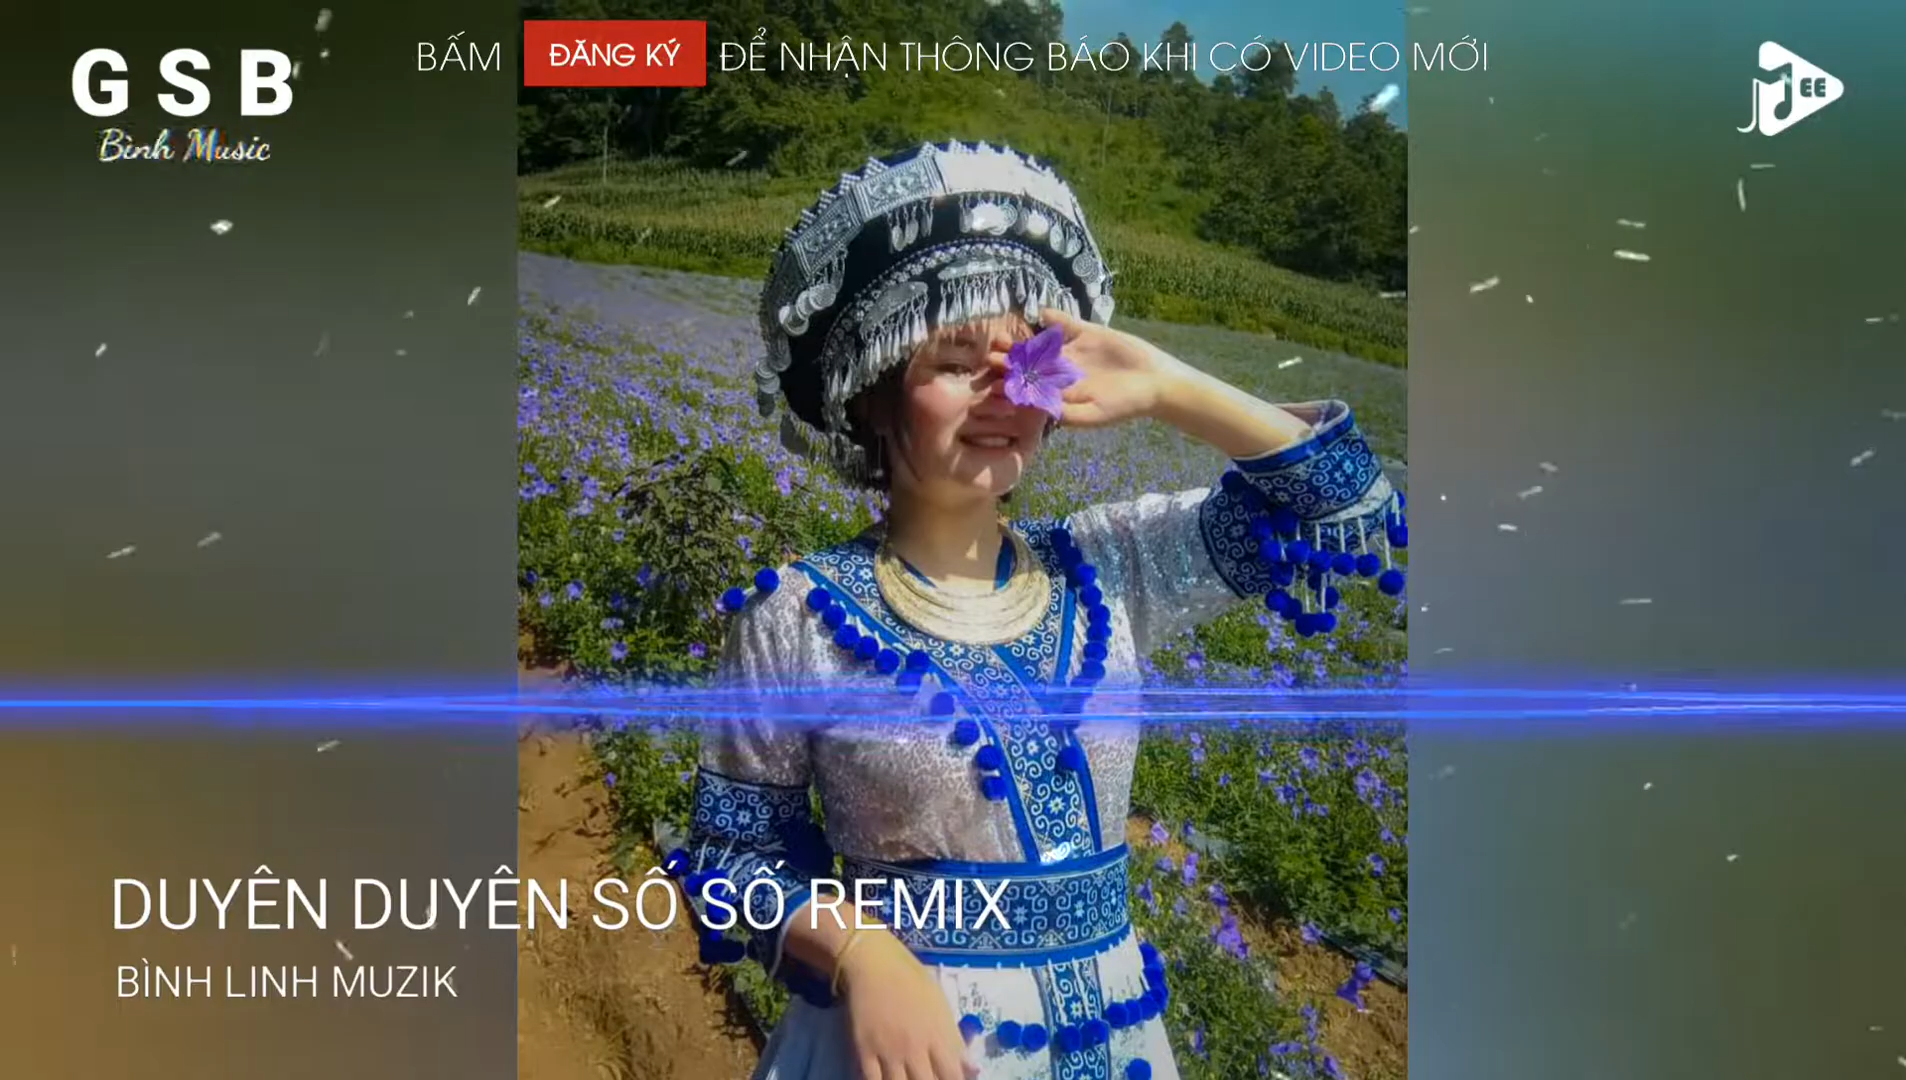 G S B
Bình Music
BẤM ĐĂNG KÝ ĐỂ NHẬN THÔNG BÁO KHI CÓ VIDEO MỚI
EE
DUYÊN DUYÊN SỐ SỐ REMIX
BÌNH LINH MUZIK